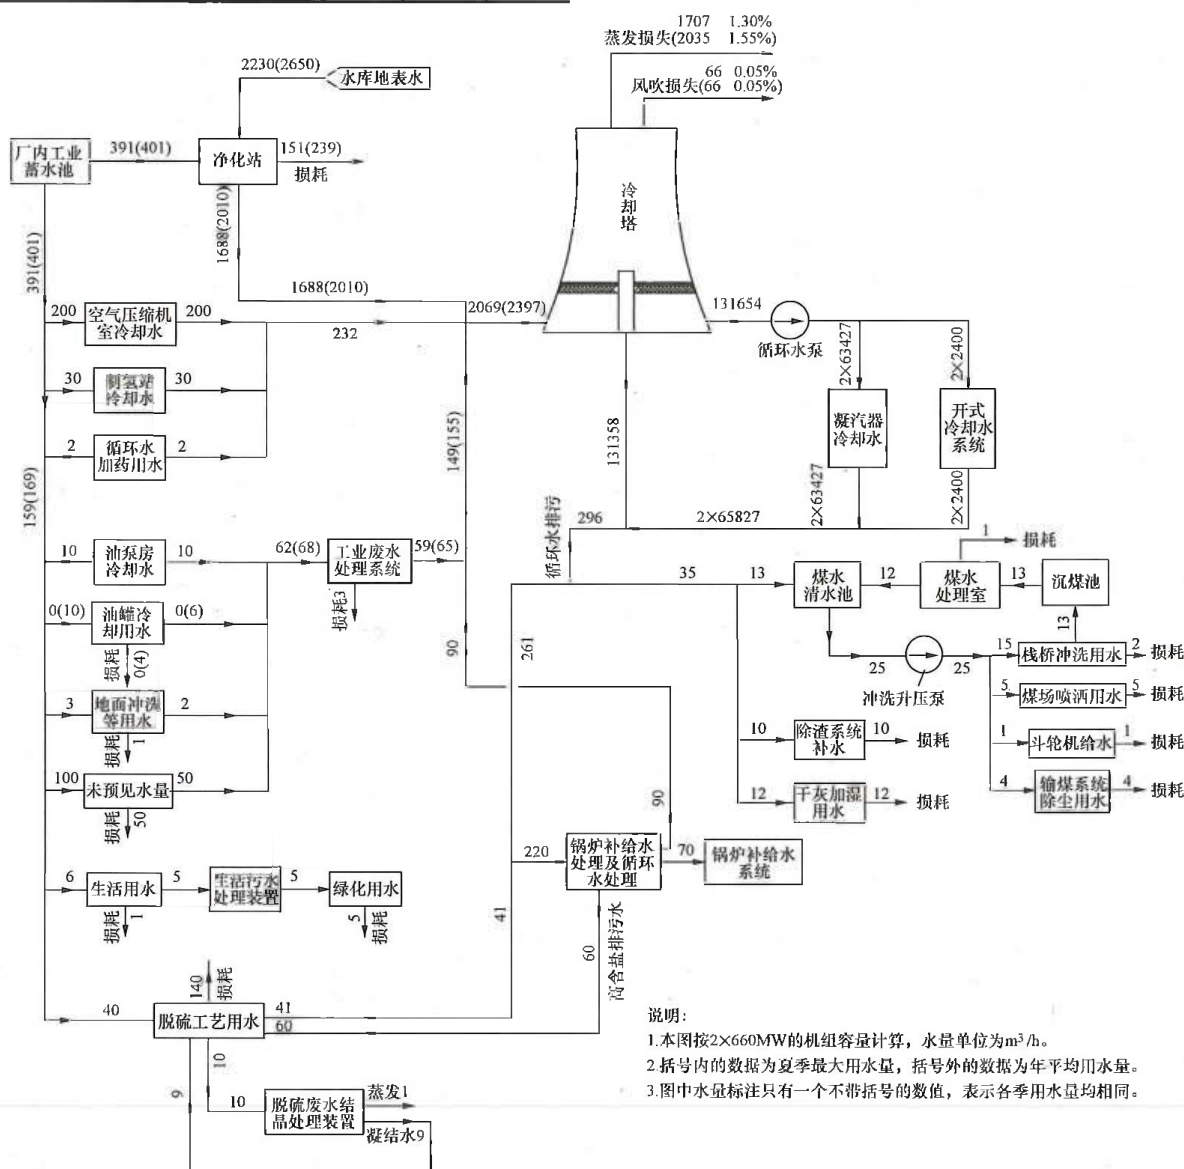 1707 1.30%
蒸发损失(2035 1.55%)
66 0.05%
风吹损失(66 0.05%)
2230(2650)
水库地表水
厂内工业
蓄水池
391(401)
净化站
151(239)
损耗
冷却塔
391(401)
1688(2010)
1688(2010)
200
空气压缩机
室冷却水
200
232
2069(2397)
131654
循环水泵
2×63427
2×2400
30
制氢站
冷却水
30
凝汽器
冷却水
开式
冷却水
系统
2
循环水
加药用水
2
149(155)
131358
2×63427
2×2400
159(169)
循环水排污
296
2×65827
10
油泵房
冷却水
10
62(68)
工业废水
处理系统
59(65)
损耗3
35
13
煤水
清水池
12
煤水
处理室
1
损耗
13
沉煤池
13
0(10)
油罐冷
却用水
0(6)
损耗
0(4)
90
261
25
冲洗升压泵
25
15
栈桥冲洗用水
2
损耗
5
煤场喷洒用水
5
损耗
3
地面冲洗
等用水
2
损耗
1
10
除渣系统
补水
10
损耗
1
斗轮机给水
1
损耗
100
未预见水量
50
损耗
50
12
干灰加湿
用水
12
损耗
4
输煤系统
除尘用水
4
损耗
90
220
锅炉补给水
处理及循环
水处理
70
锅炉补给水
系统
6
生活用水
5
生活污水
处理装置
5
绿化用水
损耗
1
5
损耗
41
60
高含盐排污水
140
损耗
40
脱硫工艺用水
41
60
9
10
10
脱硫废水结
晶处理装置
蒸发1
凝结水9
说明:
1.本图按2×660MW的机组容量计算，水量单位为m³/h。
2.括号内的数据为夏季最大用水量，括号外的数据为年平均用水量。
3.图中水量标注只有一个不带括号的数值，表示各季用水量均相同。